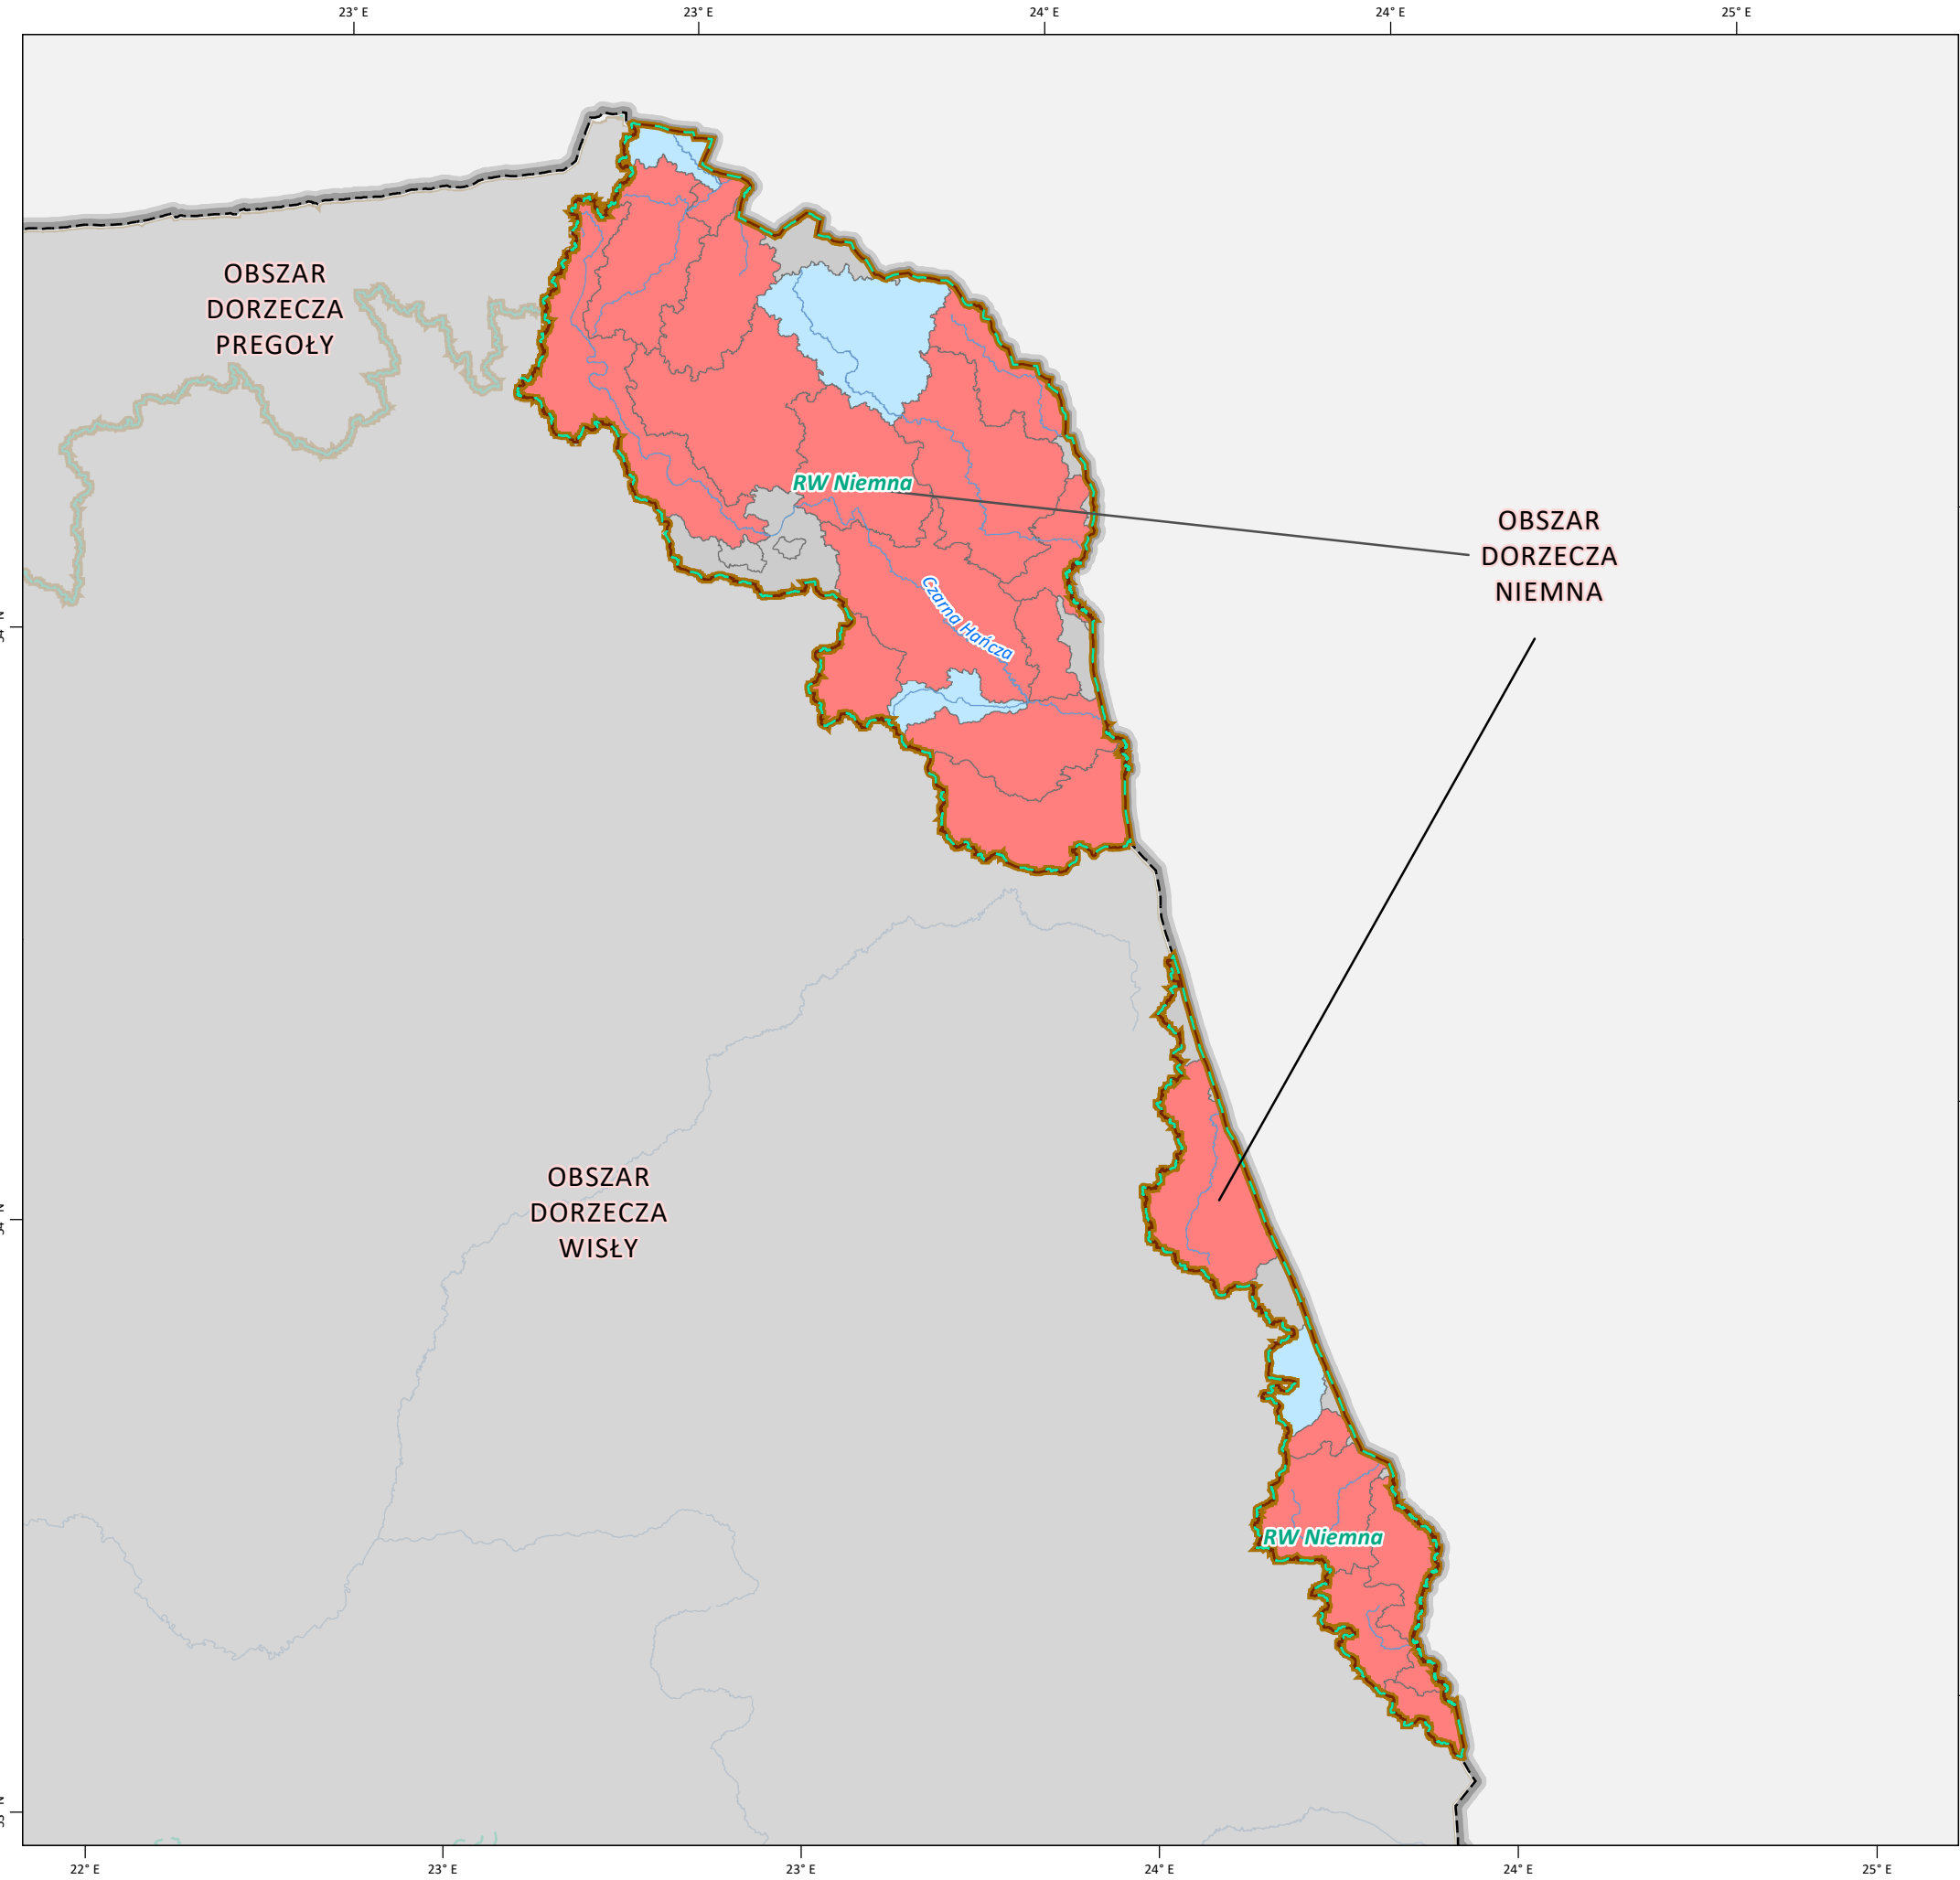 23° E
23° E
24° E
24° E
25° E
OBSZAR
DORZECZA
PREGOŁY
RW Niemna
OBSZAR
DORZECZA
NIEMNA
Czarna Hańcza
OBSZAR
DORZECZA
WISŁY
RW Niemna
22° E
23° E
23° E
24° E
24° E
25° E